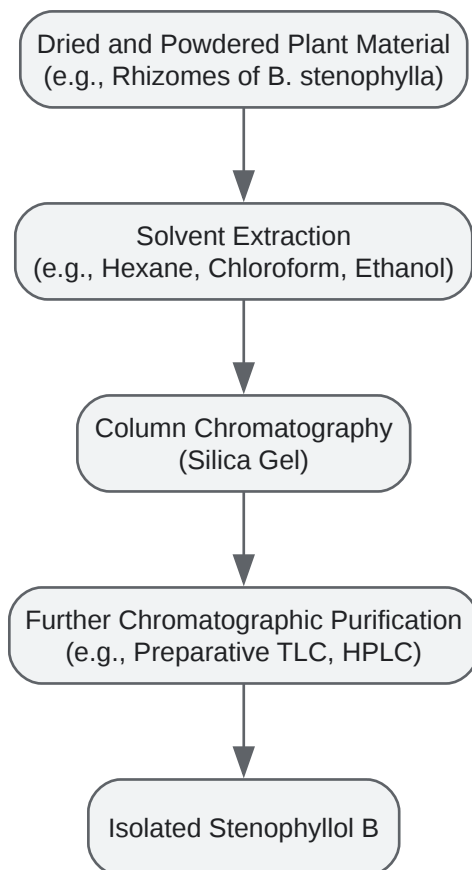 Dried and Powdered Plant Material
(e.g., Rhizomes of B. stenophylla)
Solvent Extraction
(e.g., Hexane, Chloroform, Ethanol)
Column Chromatography
(Silica Gel)
Further Chromatographic Purification
(e.g., Preparative TLC, HPLC)
Isolated Stenophyllol B